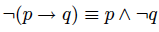 ¬(p → q) ≡ p ∧ ¬q